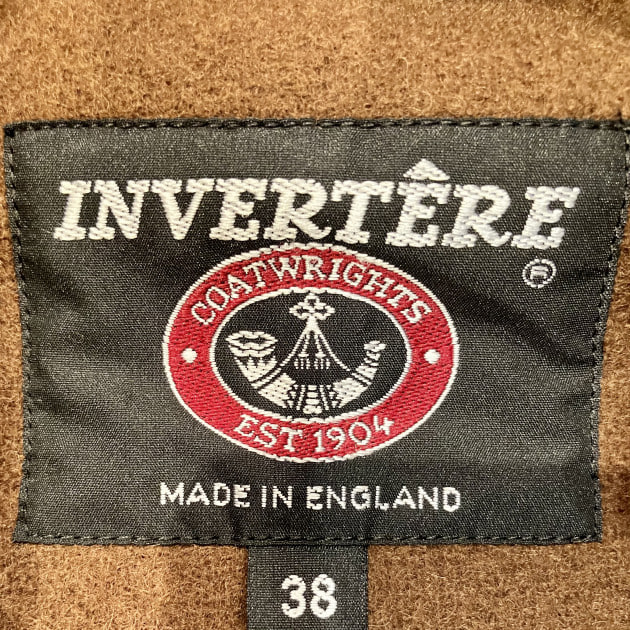 INVERTÊRE
®
COATWRIGHTS
EST 1904
MADE IN ENGLAND
38